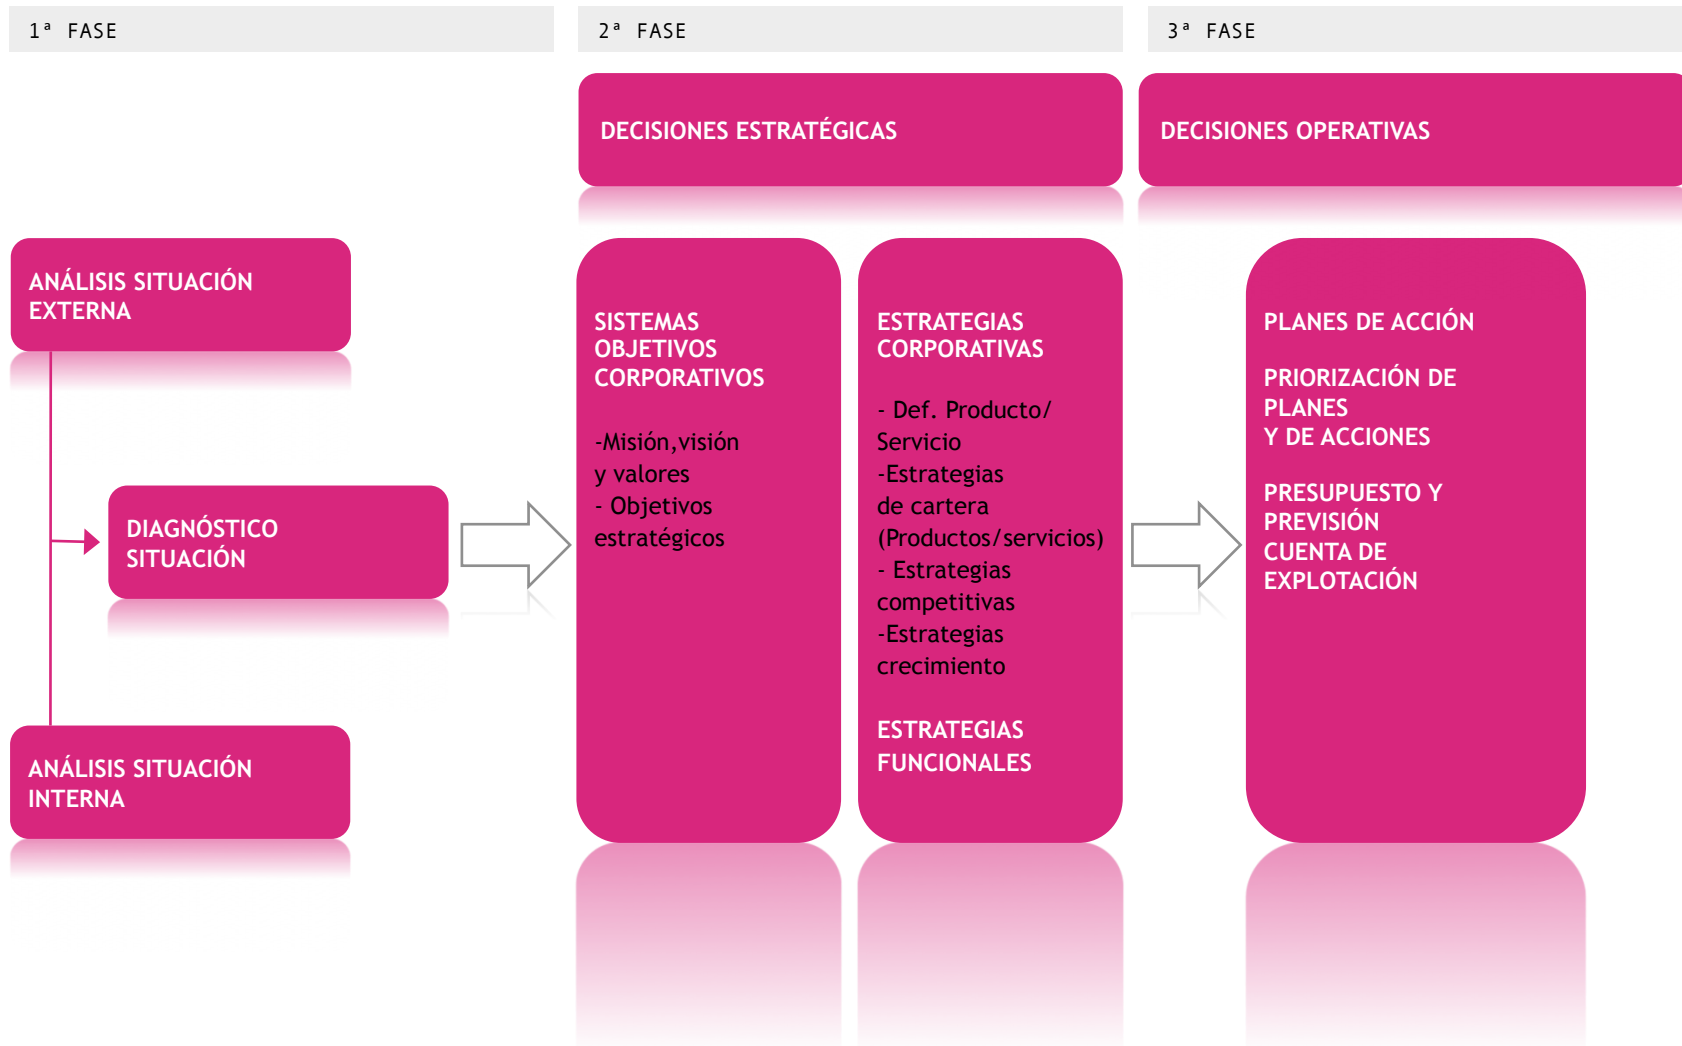 1ª FASE
2ª FASE
3ª FASE
DECISIONES ESTRATÉGICAS
DECISIONES OPERATIVAS
ANÁLISIS SITUACIÓN
EXTERNA
DIAGNÓSTICO
SITUACIÓN
ANÁLISIS SITUACIÓN
INTERNA
SISTEMAS
OBJETIVOS
CORPORATIVOS
-Misión,visión
y valores
- Objetivos
estratégicos
ESTRATEGIAS
CORPORATIVAS
- Def. Producto/
Servicio
-Estrategias
de cartera
(Productos/servicios)
- Estrategias
competitivas
-Estrategias
crecimiento
ESTRATEGIAS
FUNCIONALES
PLANES DE ACCIÓN
PRIORIZACIÓN DE
PLANES
Y DE ACCIONES
PRESUPUESTO Y
PREVISIÓN
CUENTA DE
EXPLOTACIÓN